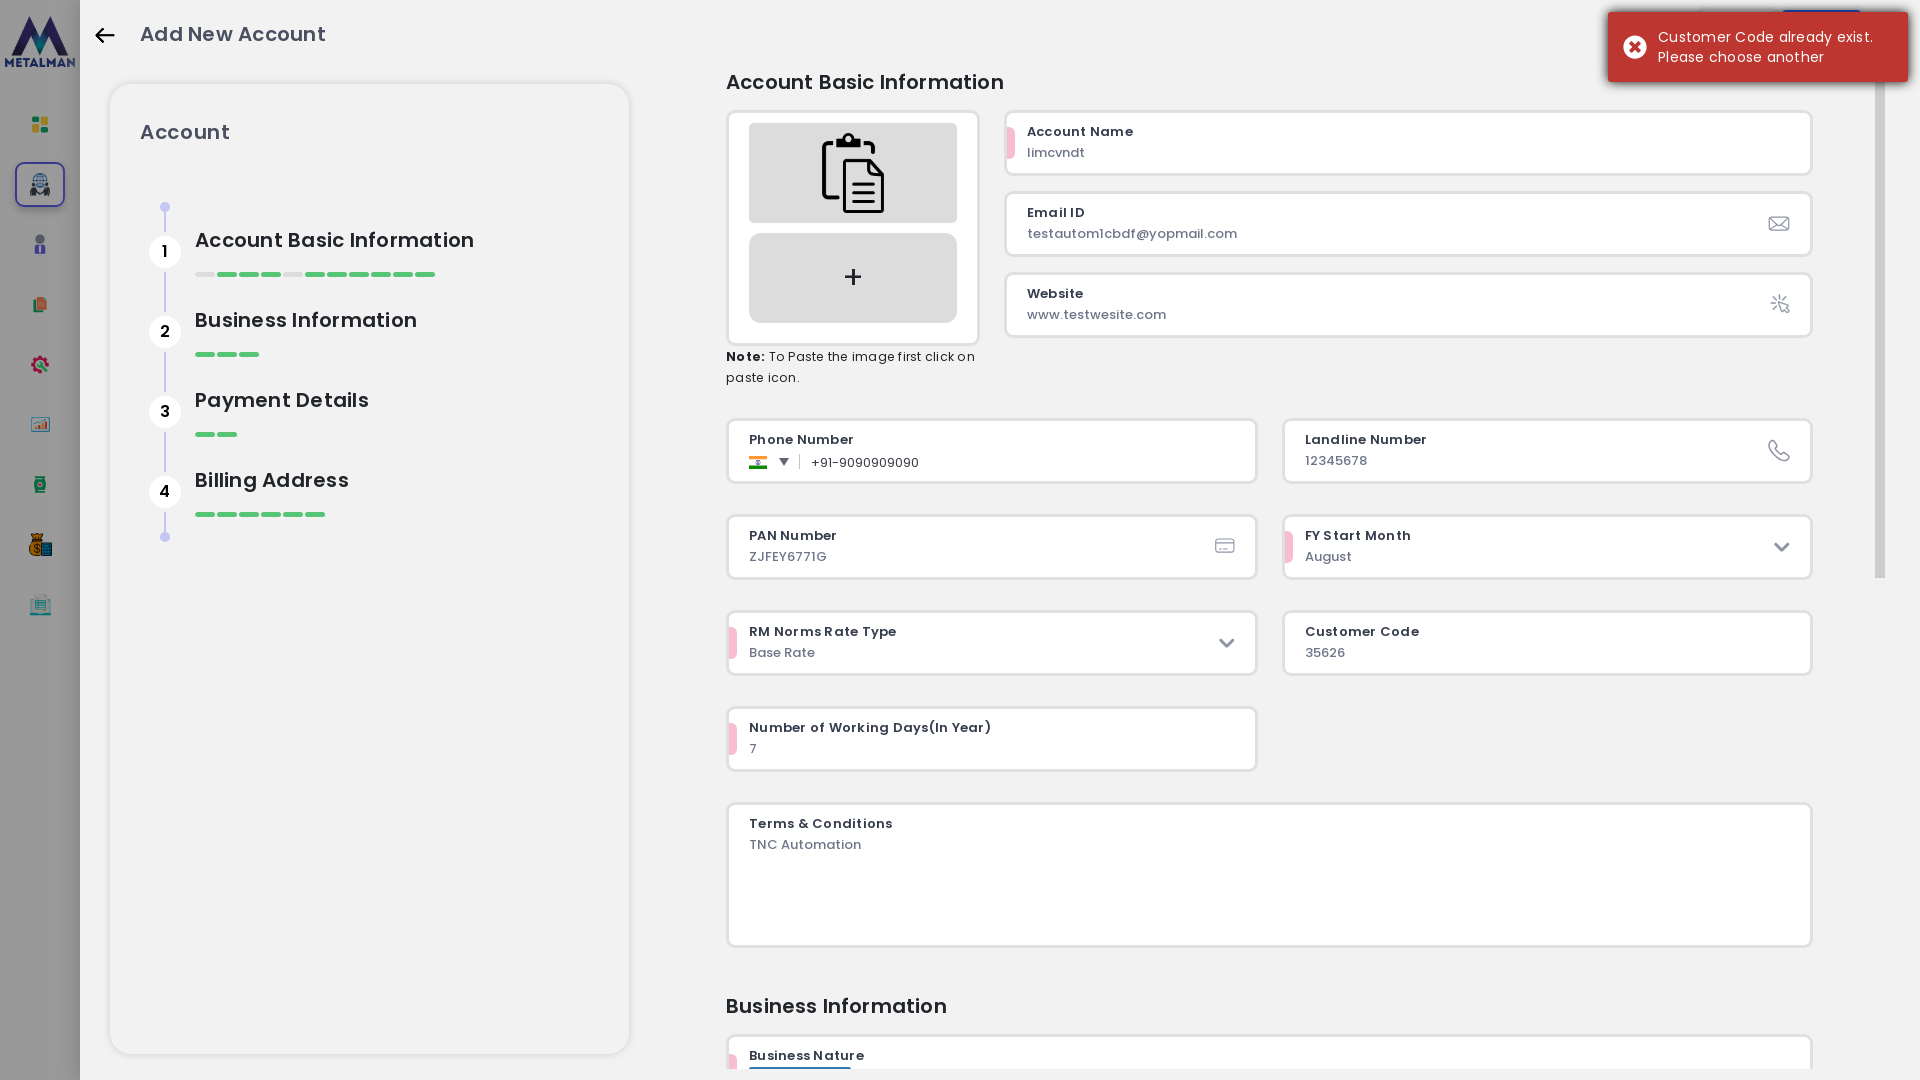 METALMAN
Add New Account
Customer Code already exist.
Please choose another
Account
1
Account Basic Information
2
Business Information
3
Payment Details
4
Billing Address
Account Basic Information
+
Note: To Paste the image first click on
paste icon.
Account Name
limcvndt
Email ID
testautom1cbdf@yopmail.com
Website
www.testwesite.com
Phone Number
+91-9090909090
Landline Number
12345678
PAN Number
ZJFEY6771G
FY Start Month
August
RM Norms Rate Type
Base Rate
Customer Code
35626
Number of Working Days(In Year)
7
Terms & Conditions
TNC Automation
Business Information
Business Nature